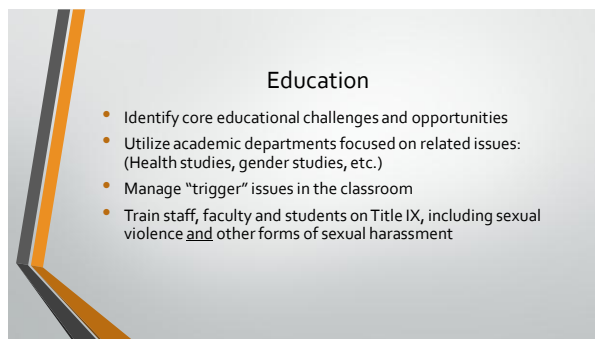 Education
• Identify core educational challenges and opportunities
• Utilize academic departments focused on related issues:
(Health studies, gender studies, etc.)
• Manage “trigger” issues in the classroom
• Train staff, faculty and students on Title IX, including sexual
violence and other forms of sexual harassment